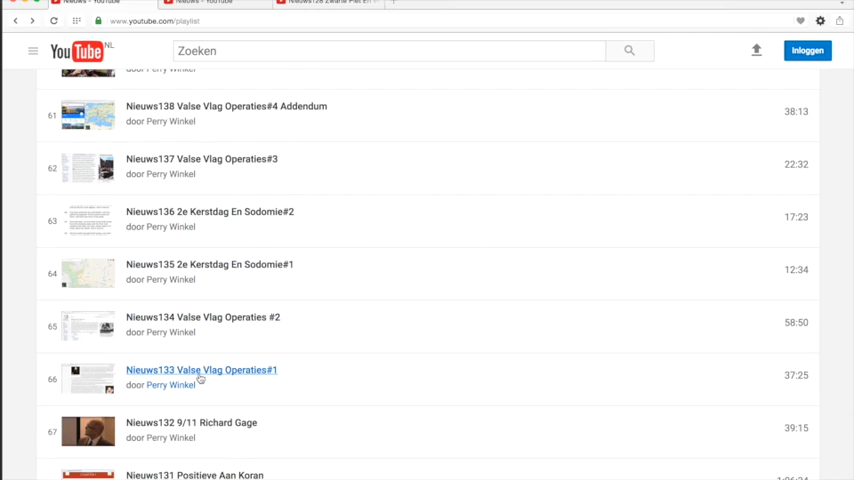 Nieuws - YouTube
Nieuws - YouTube
Nieuws128 Zwarte Piet En
www.youtube.com/playlist
YouTube NL
Zoeken
Inloggen
door Perry Winkel
61
Nieuws138 Valse Vlag Operaties#4 Addendum
door Perry Winkel
38:13
62
Nieuws137 Valse Vlag Operaties#3
door Perry Winkel
22:32
63
Nieuws136 2e Kerstdag En Sodomie#2
door Perry Winkel
17:23
64
Nieuws135 2e Kerstdag En Sodomie#1
door Perry Winkel
12:34
65
Nieuws134 Valse Vlag Operaties #2
door Perry Winkel
58:50
66
Nieuws133 Valse Vlag Operaties#1
door Perry Winkel
37:25
67
Nieuws132 9/11 Richard Gage
door Perry Winkel
39:15
Nieuws131 Positieve Aan Koran